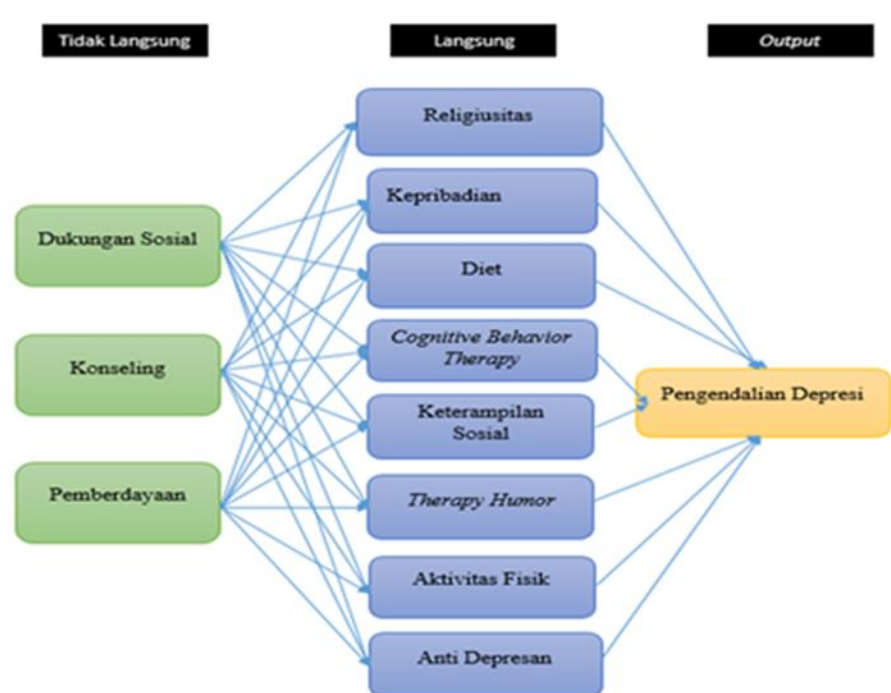 Tidak Langsung
Langsung
Output
Dukungan Sosial
Konseling
Pemberdayaan
Religiusitas
Kepribadian
Diet
Cognitive Behavior
Therapy
Keterampilan
Sosial
Therapy Humor
Aktivitas Fisik
Anti Depresan
Pengendalian Depresi